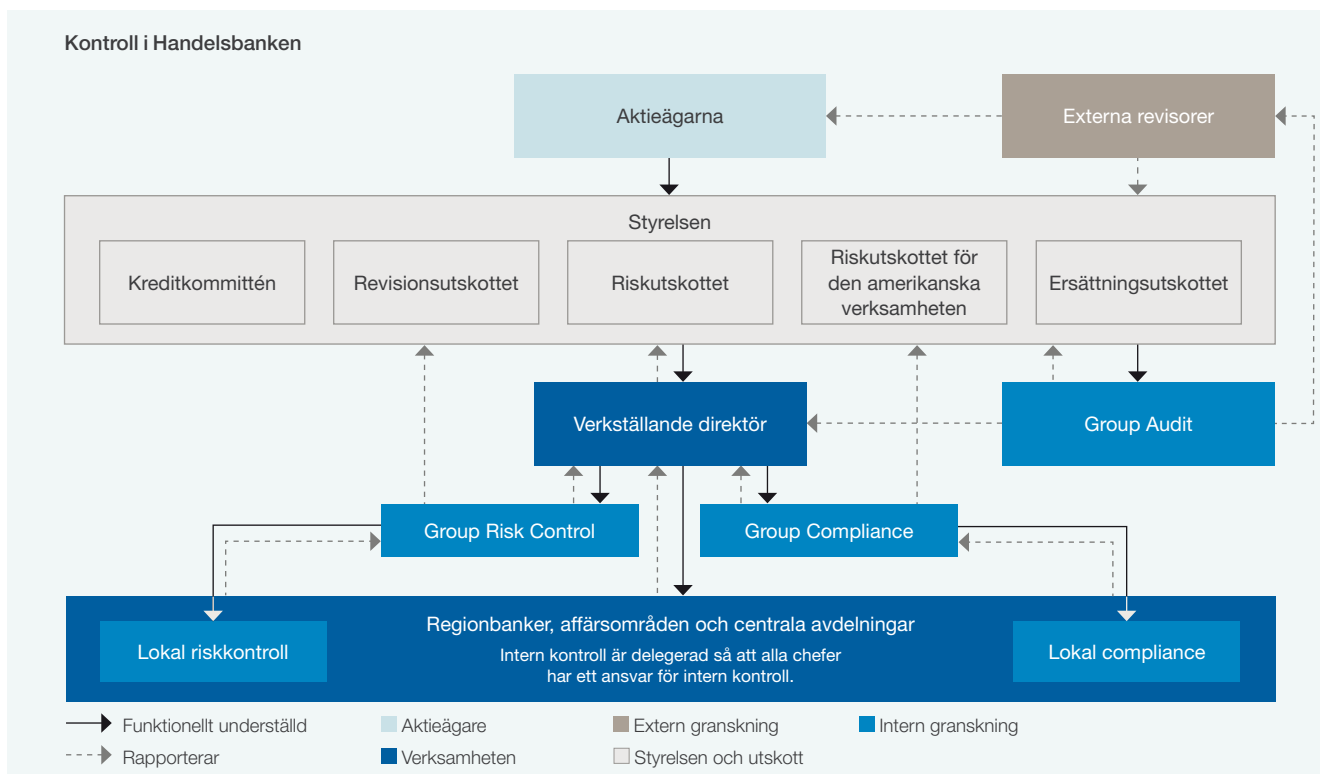 Kontroll i Handelsbanken
Aktieägarna
Externa revisorer
Styrelsen
Kreditkommittén
Revisionsutskottet
Riskutskottet
Riskutskottet för
den amerikanska
verksamheten
Ersättningsutskottet
Verkställande direktör
Group Audit
Group Risk Control
Group Compliance
Regionbanker, affärsområden och centrala avdelningar
Intern kontroll är delegerad så att alla chefer
har ett ansvar för intern kontroll.
Lokal riskkontroll
Lokal compliance
Funktionellt underställd
Aktieägare
Extern granskning
Intern granskning
Rapporterar
Verksamheten
Styrelsen och utskott